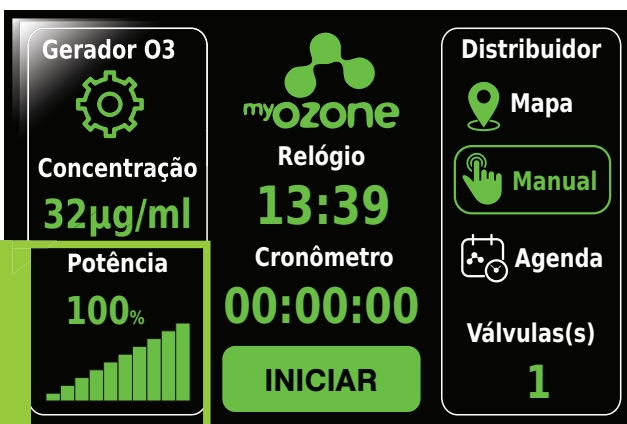 Gerador O3
Concentração
32µg/ml
Potência
100%
myozone
Relógio
13:39
Cronômetro
00:00:00
INICIAR
Distribuidor
Mapa
Manual
Agenda
Válvulas(s)
1